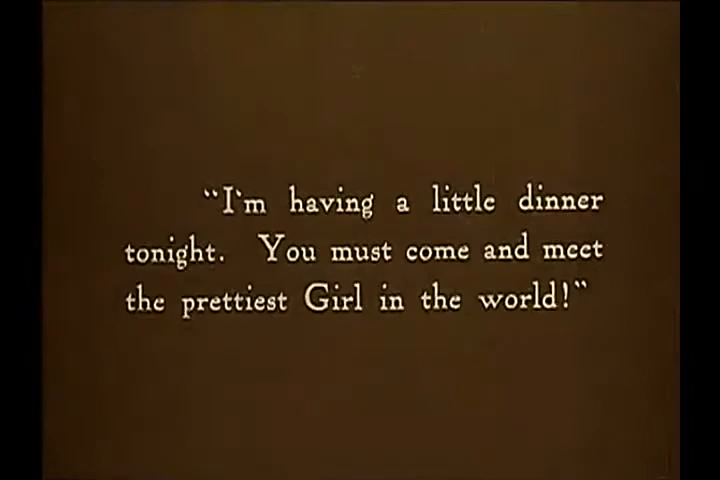 "I'm having a little dinner
tonight. You must come and meet
the prettiest Girl in the world!"